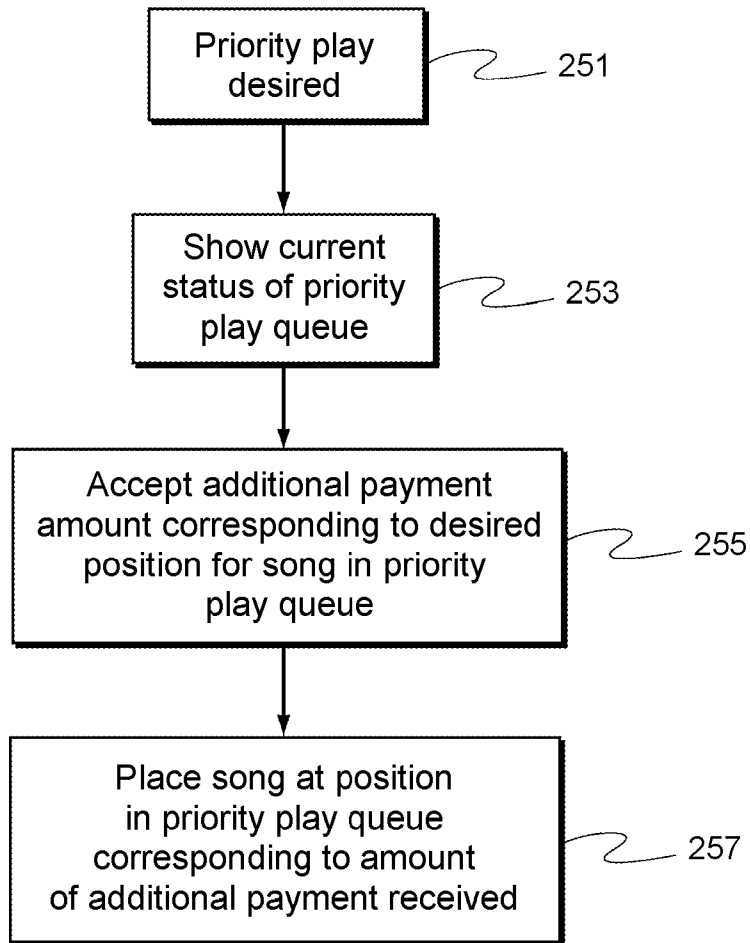 Priority play
desired
251
Show current
status of priority
play queue
253
Accept additional payment
amount corresponding to desired
position for song in priority
play queue
255
Place song at position
in priority play queue
corresponding to amount
of additional payment received
257